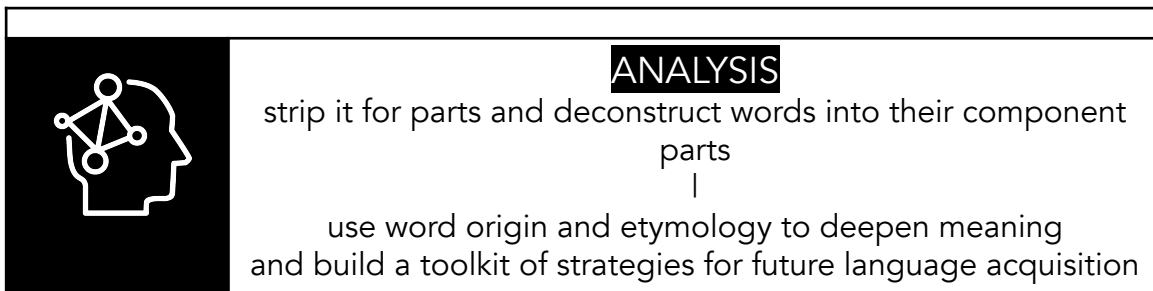 ANALYSIS
strip it for parts and deconstruct words into their component
parts
|
use word origin and etymology to deepen meaning
and build a toolkit of strategies for future language acquisition